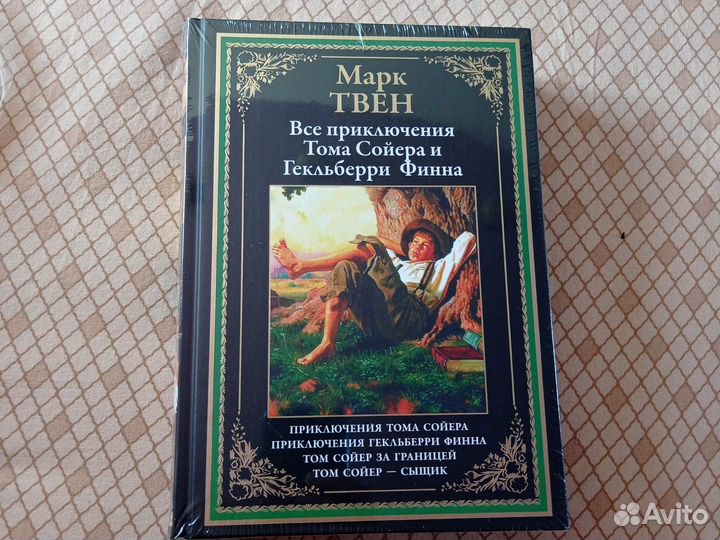 Марк
ТВЕН
Все приключения
Тома Сойера и
Гекльберри Финна
ПРИКЛЮЧЕНИЯ ТОМА СОЙЕРА
ПРИКЛЮЧЕНИЯ ГЕКЛЬБЕРРИ ФИННА
ТОМ СОЙЕР ЗА ГРАНИЦЕЙ
ТОМ СОЙЕР — СЫЩИК
Avito